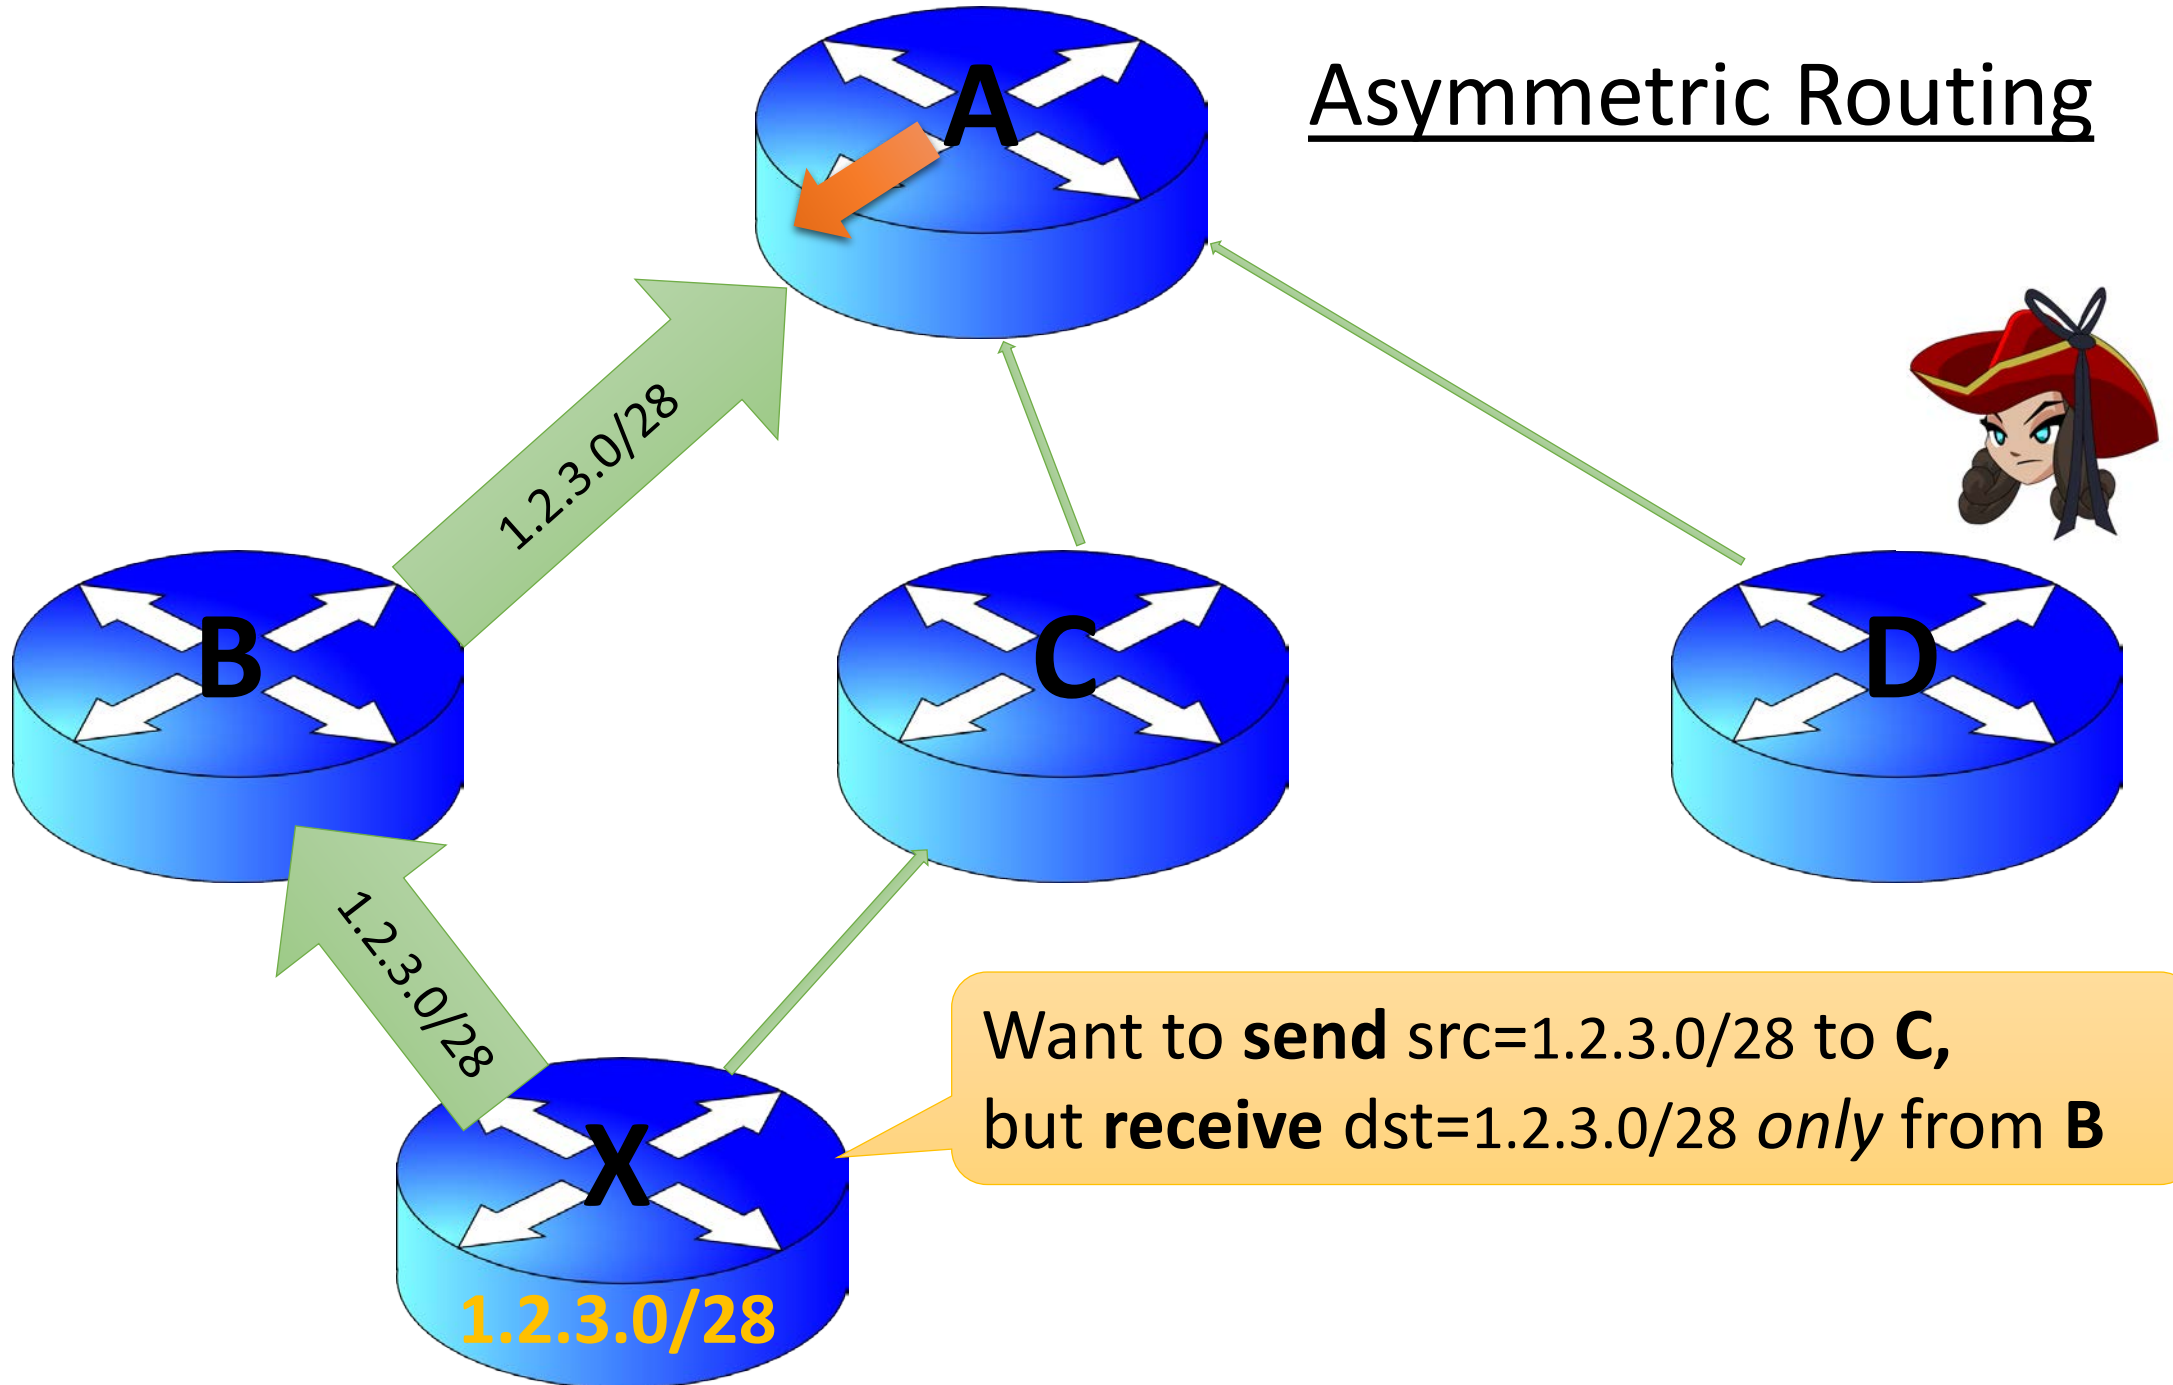 A
Asymmetric Routing
1.2.3.0/28
B
C
D
1.2.3.0/28
Want to send src=1.2.3.0/28 to C,
but receive dst=1.2.3.0/28 only from B
X
1.2.3.0/28